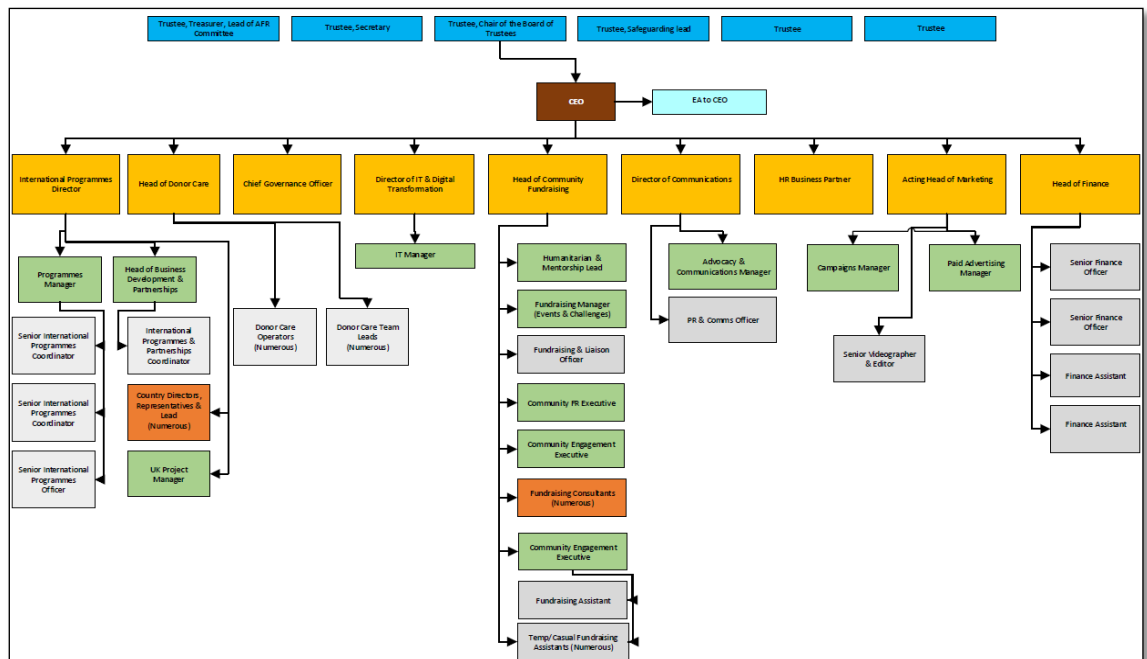 Trustee, Treasurer, Lead of AFR
Committee
Trustee, Secretary
Trustee, Chair of the Board of
Trustees
Trustee, Safeguarding lead
Trustee
Trustee
CEO
EA to CEO
International Programmes
Director
Head of Donor Care
Chief Governance Officer
Director of IT & Digital
Transformation
Head of Community
Fundraising
Director of Communications
HR Business Partner
Acting Head of Marketing
Head of Finance
Programmes
Manager
Head of Business
Development &
Partnerships
IT Manager
Humanitarian &
Mentorship Lead
Advocacy &
Communications Manager
Campaigns Manager
Paid Advertising
Manager
Senior Finance
Officer
Senior International
Programmes
Coordinator
International
Programmes &
Partnerships
Coordinator
Donor Care
Operators
(Numerous)
Donor Care Team
Leads
(Numerous)
Fundraising Manager
(Events & Challenges)
PR & Comms Officer
Senior Finance
Officer
Fundraising & Liaison
Officer
Senior Videographer
& Editor
Finance Assistant
Senior International
Programmes
Coordinator
Country Directors,
Representatives &
Lead
(Numerous)
Community FR Executive
Finance Assistant
Community Engagement
Executive
Senior International
Programmes
Officer
UK Project
Manager
Fundraising Consultants
(Numerous)
Community Engagement
Executive
Fundraising Assistant
Temp/Casual Fundraising
Assistants (Numerous)